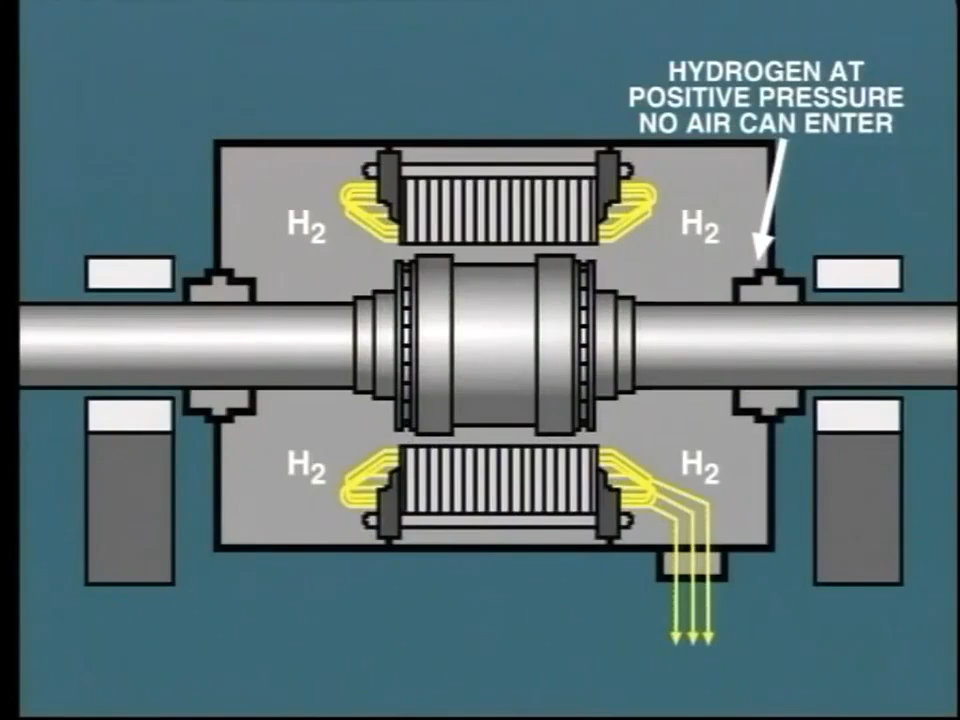 HYDROGEN AT
POSITIVE PRESSURE
NO AIR CAN ENTER
H₂ H₂
H₂ H₂